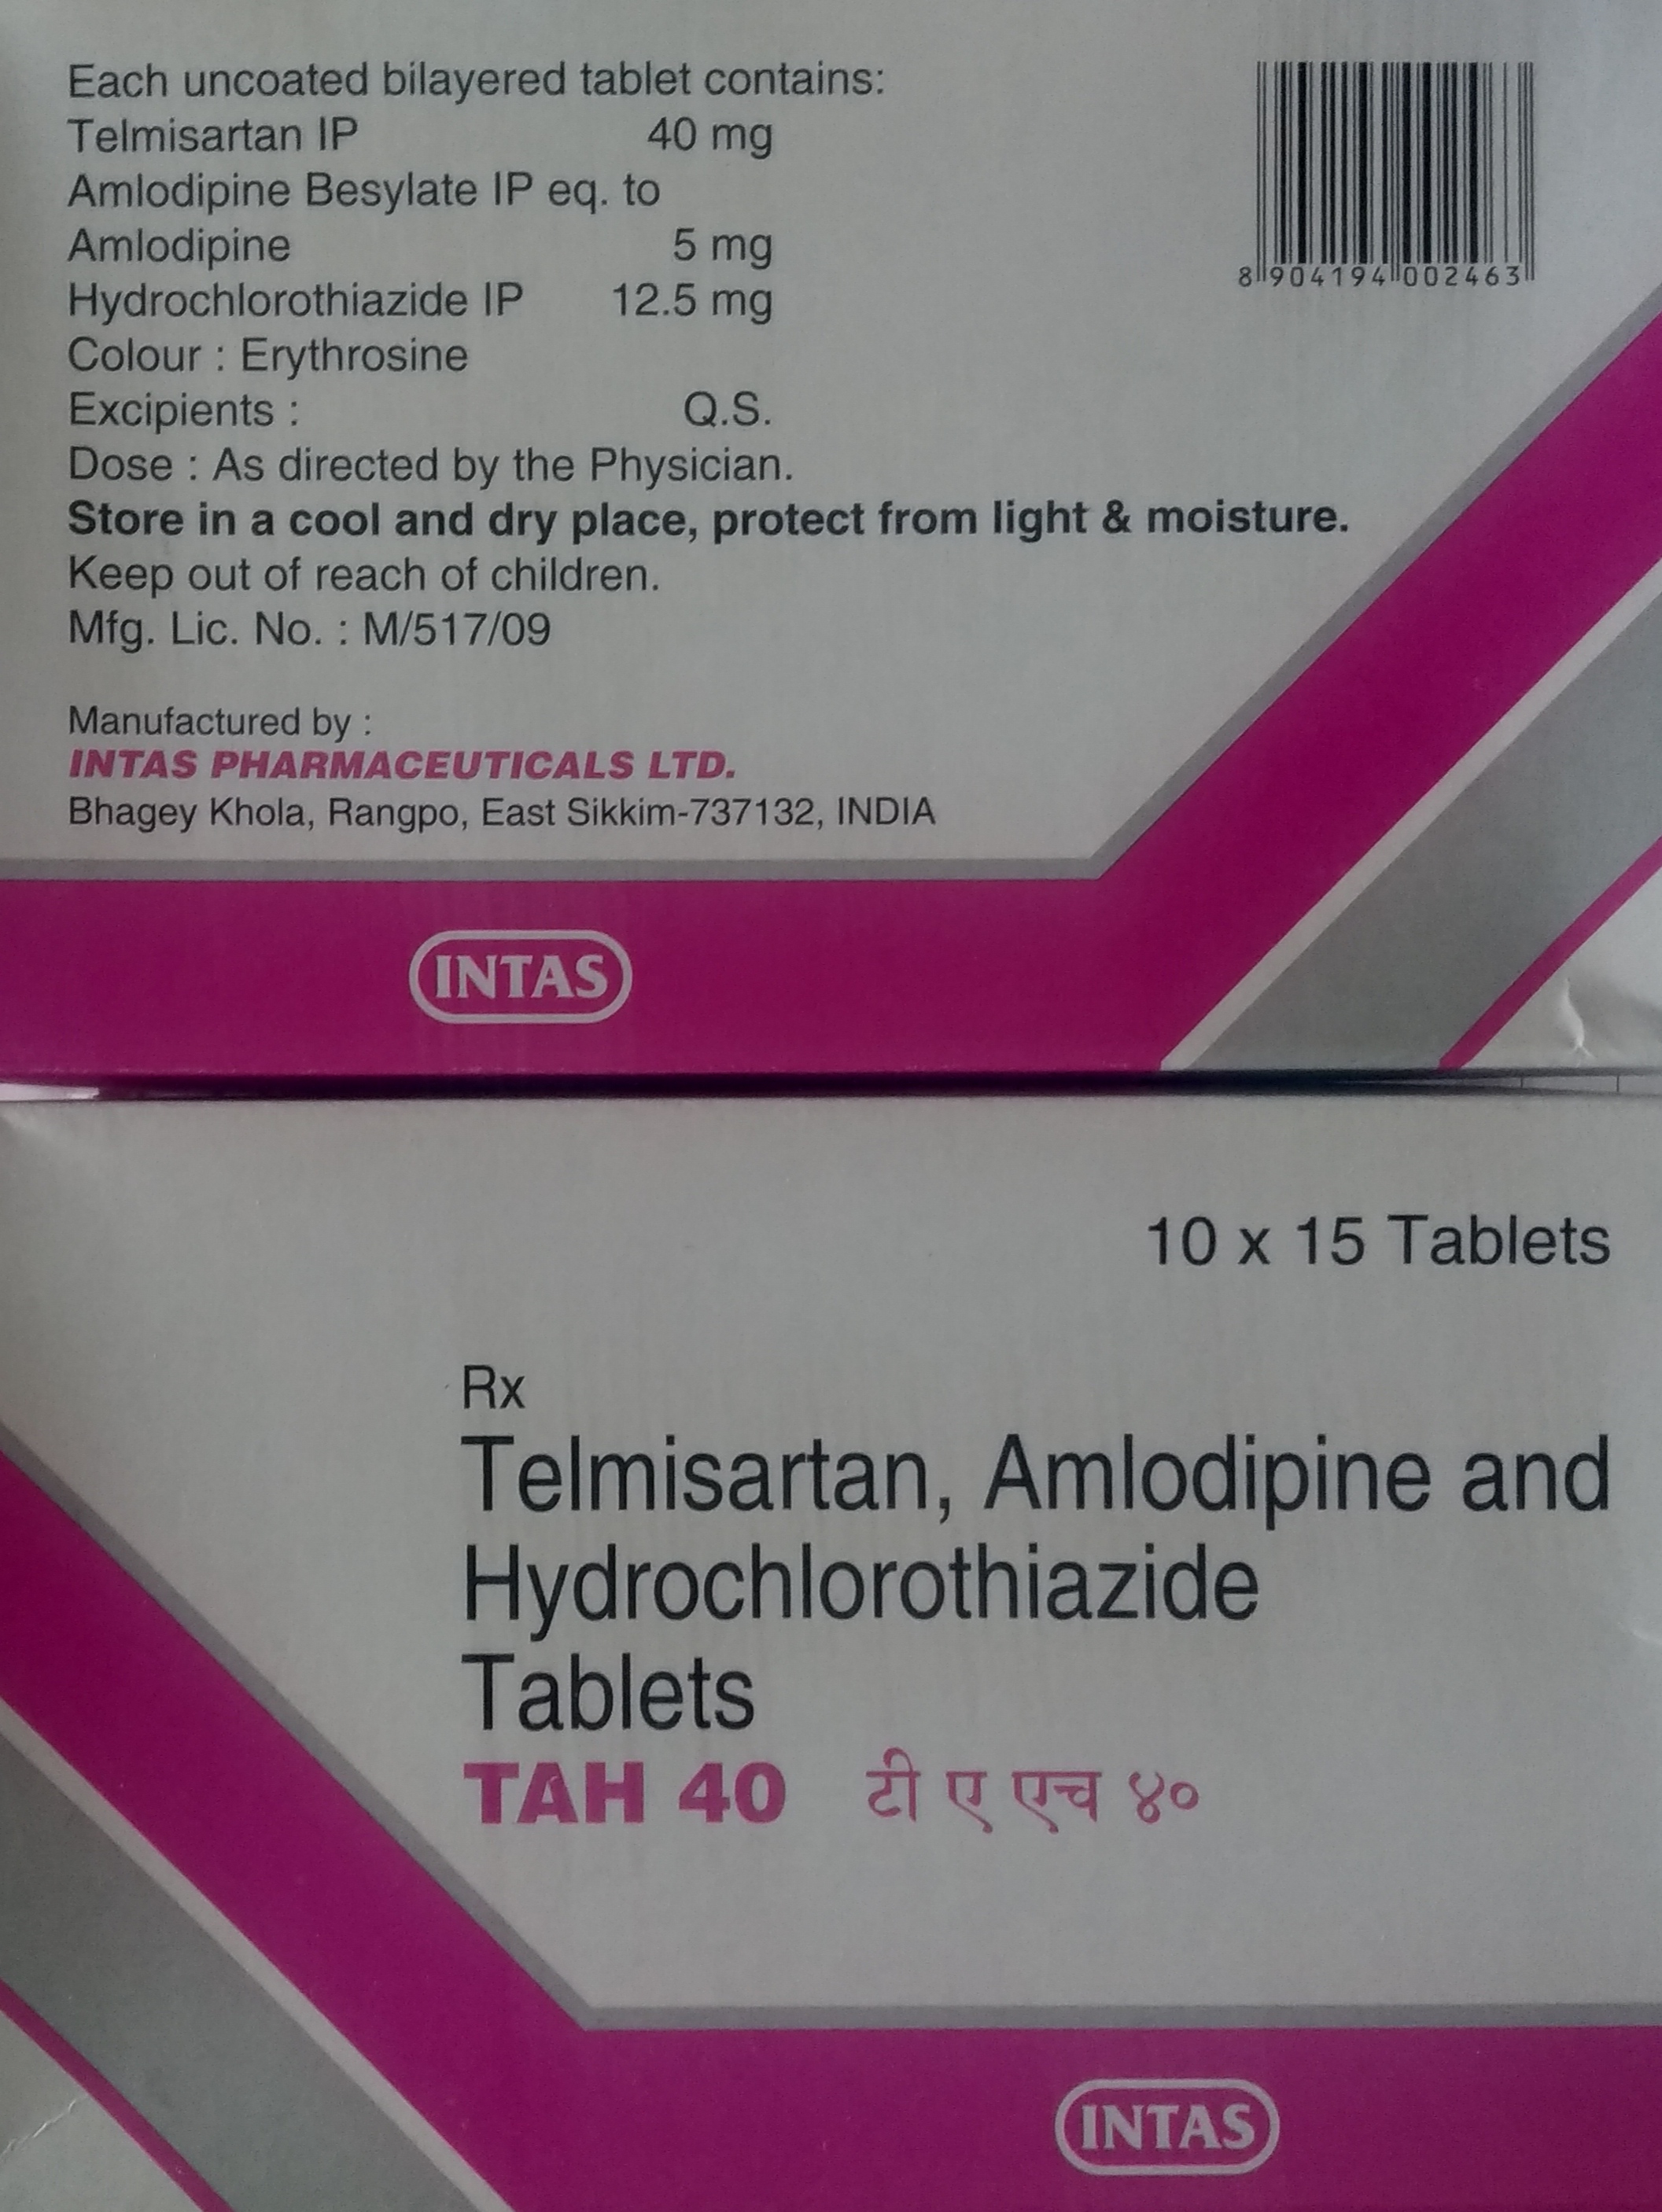 Each uncoated bilayered tablet contains:
Telmisartan IP 40 mg
Amlodipine Besylate IP eq. to
Amlodipine 5 mg
Hydrochlorothiazide IP 12.5 mg
Colour : Erythrosine
Excipients : Q.S.
Dose : As directed by the Physician.
Store in a cool and dry place, protect from light & moisture.
Keep out of reach of children.
Mfg. Lic. No. : M/517/09
8 904194 002463
Manufactured by :
INTAS PHARMACEUTICALS LTD.
Bhagey Khola, Rangpo, East Sikkim-737132, INDIA
INTAS
10 x 15 Tablets
Rx
Telmisartan, Amlodipine and
Hydrochlorothiazide
Tablets
TAH 40 टी ए एच ४०
INTAS